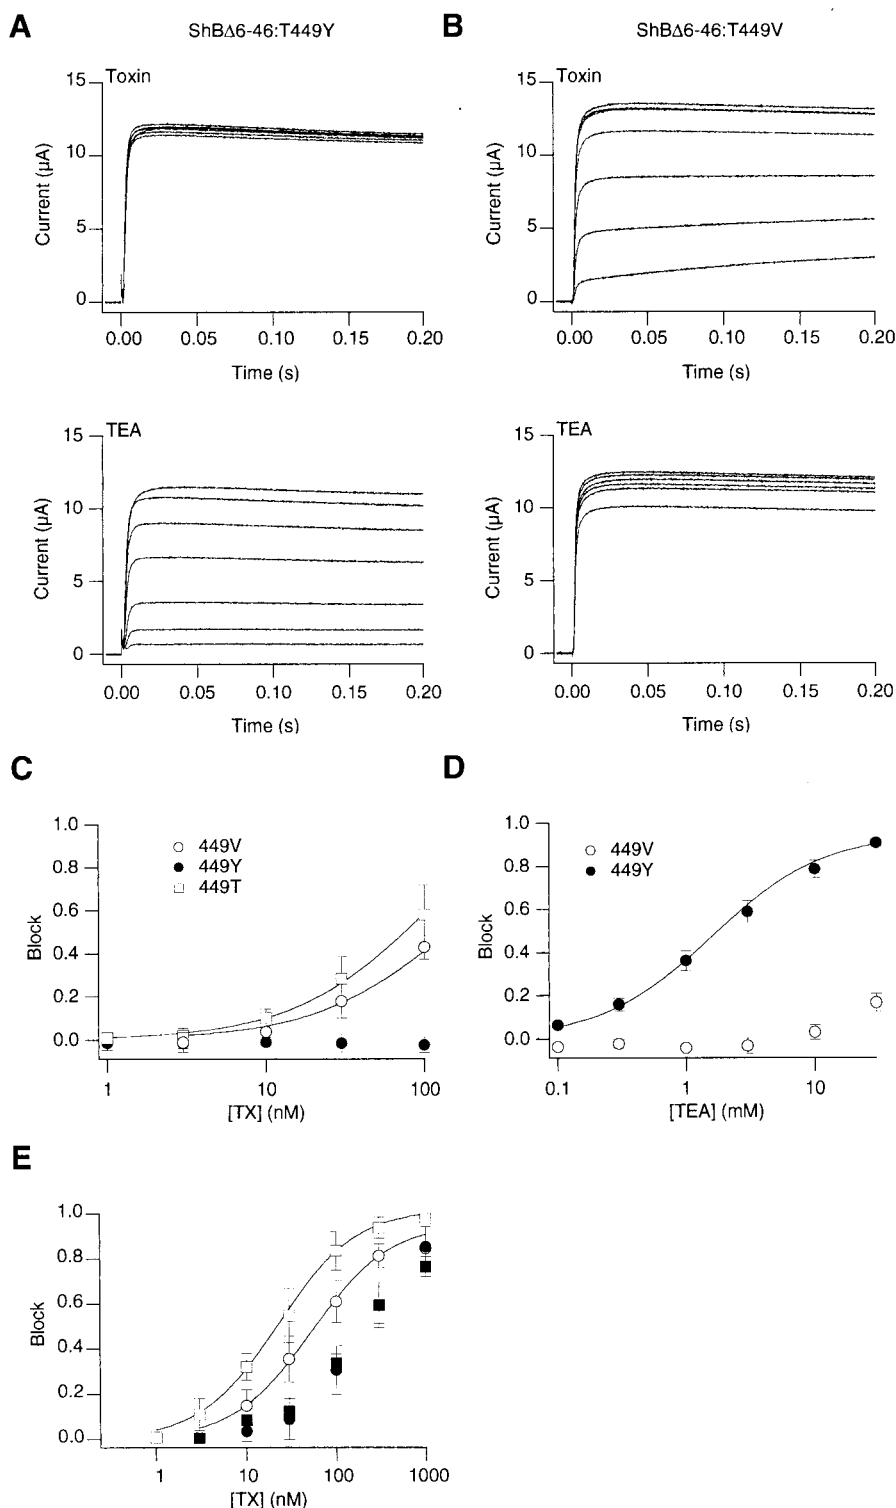 A
ShBΔ6-46:T449Y
B
ShBΔ6-46:T449V
Toxin
15
10
5
0
Current (µA)
0.00 0.05 0.10 0.15 0.20
Time (s)
Toxin
15
10
5
0
Current (µA)
0.00 0.05 0.10 0.15 0.20
Time (s)
TEA
15
10
5
0
Current (µA)
0.00 0.05 0.10 0.15 0.20
Time (s)
TEA
15
10
5
0
Current (µA)
0.00 0.05 0.10 0.15 0.20
Time (s)
C
1.0
0.8
0.6
0.4
0.2
0.0
Block
449V
449Y
449T
1 10 100
[TX] (nM)
D
1.0
0.8
0.6
0.4
0.2
0.0
Block
449V
449Y
0.1 1 10
[TEA] (mM)
E
1.0
0.8
0.6
0.4
0.2
0.0
Block
1 10 100 1000
[TX] (nM)